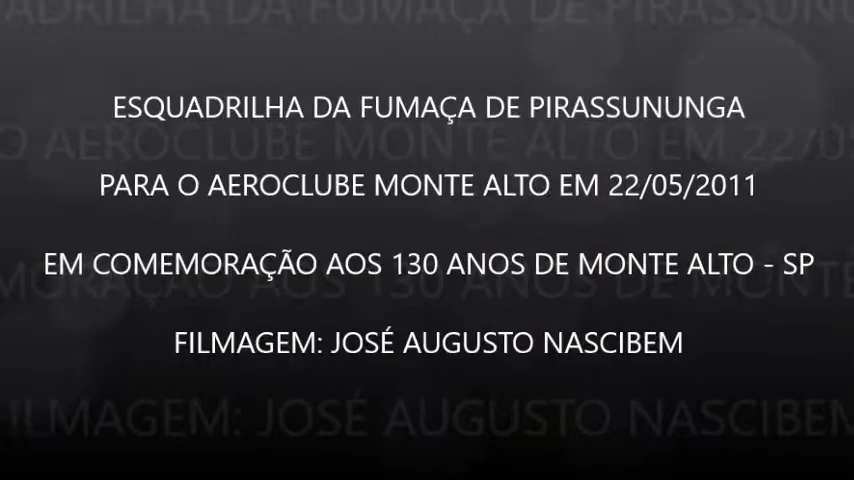 ESQUADRILHA DA FUMAÇA DE PIRASSUNUNGA
PARA O AEROCLUBE MONTE ALTO EM 22/05/2011
EM COMEMORAÇÃO AOS 130 ANOS DE MONTE ALTO - SP
FILMAGEM: JOSÉ AUGUSTO NASCIBEM